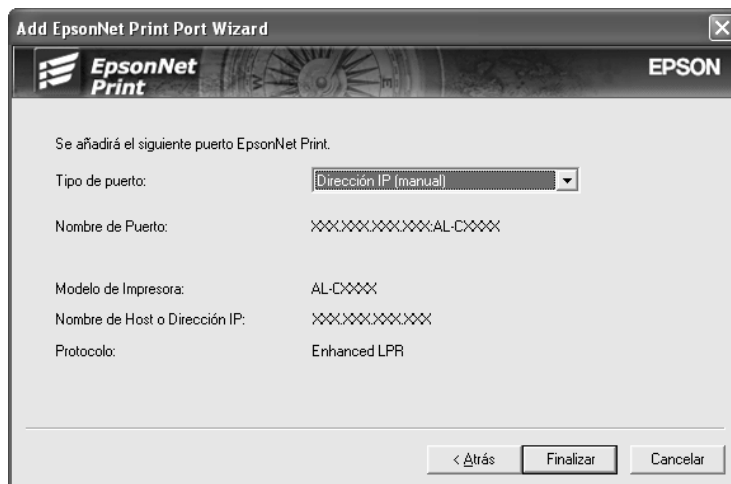 Add EpsonNet Print Port Wizard
EpsonNet
Print
EPSON
Se añadirá el siguiente puerto EpsonNet Print.
Tipo de puerto: Dirección IP (manual)
Nombre de Puerto: XXX.XXX.XXX.XXX:AL-CXXXX
Modelo de Impresora: AL-CXXXX
Nombre de Host o Dirección IP: XXX.XXX.XXX.XXX
Protocolo: Enhanced LPR
< Atrás Finalizar Cancelar